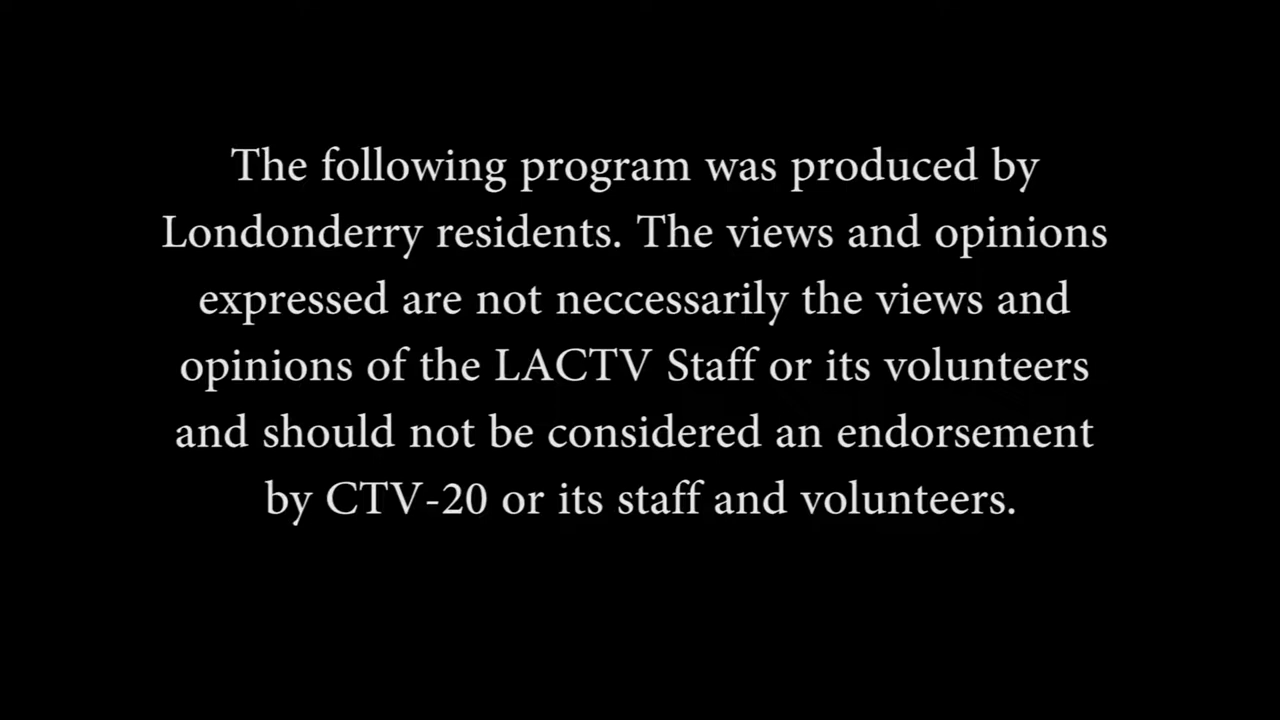 The following program was produced by
Londonderry residents. The views and opinions
expressed are not neccessarily the views and
opinions of the LACTV Staff or its volunteers
and should not be considered an endorsement
by CTV-20 or its staff and volunteers.